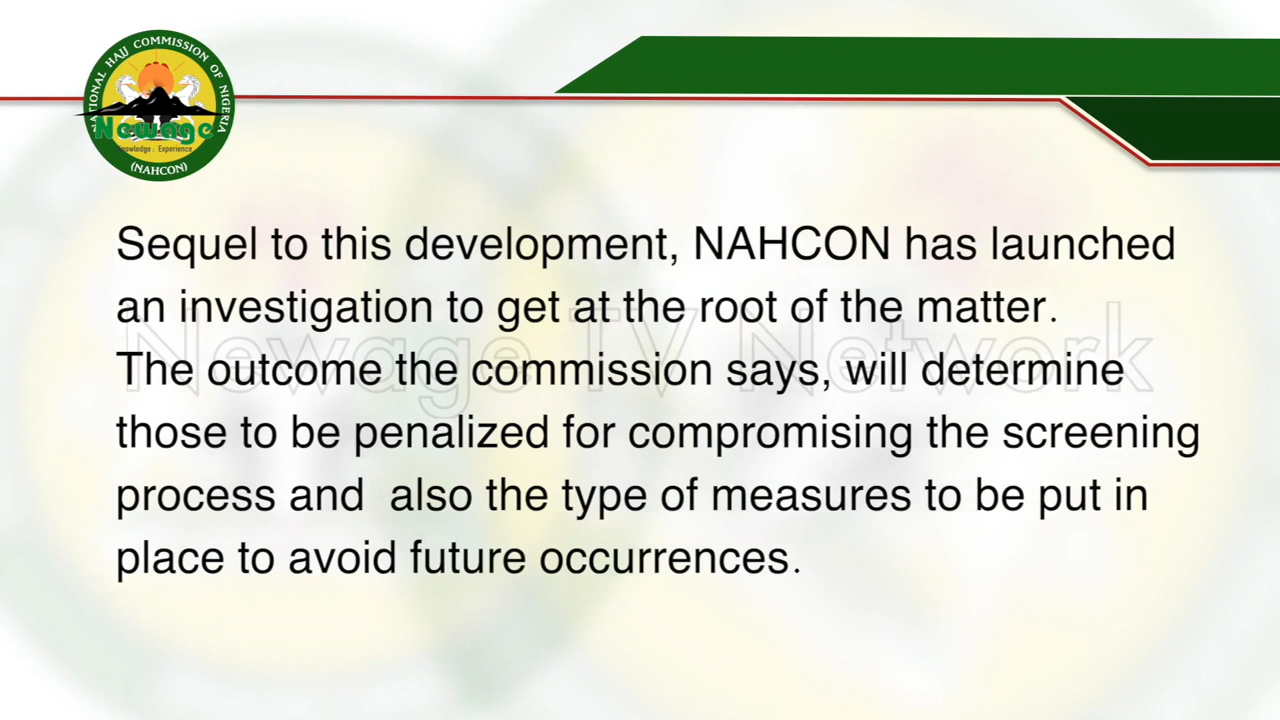 NATIONAL HAJJ COMMISSION OF NIGERIA
Newage
Knowledge : Experience
(NAHCON)
Sequel to this development, NAHCON has launched
an investigation to get at the root of the matter.
Newage TV Network
The outcome the commission says, will determine
those to be penalized for compromising the screening
process and  also the type of measures to be put in
place to avoid future occurrences.